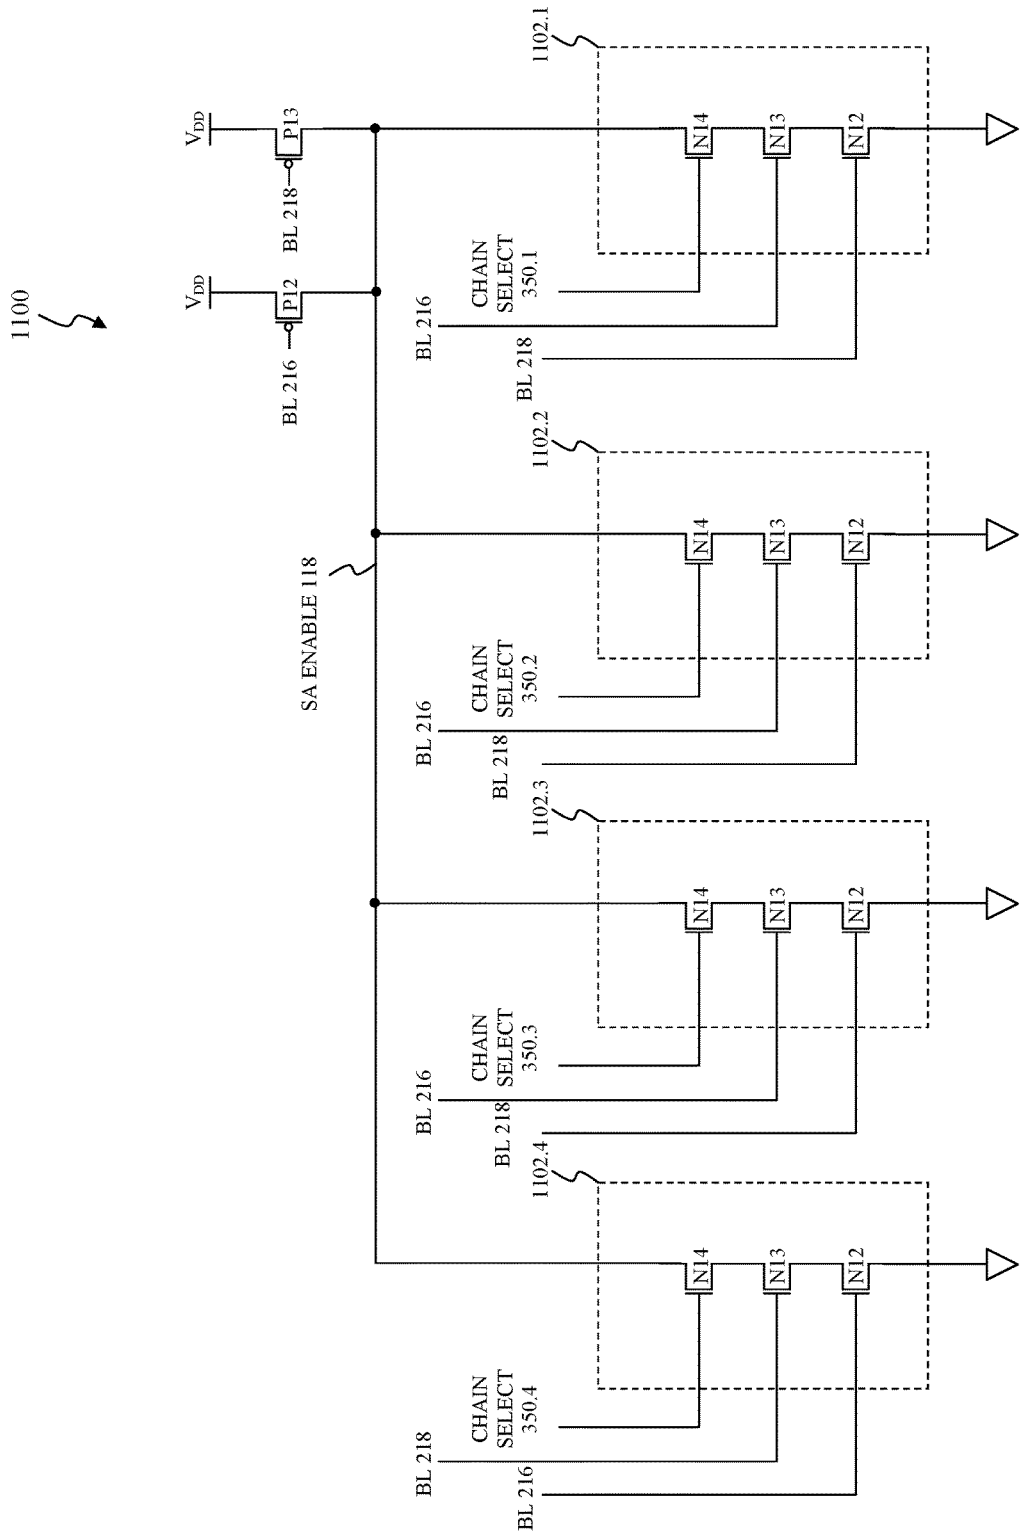 1100
VDD
VDD
P12
P13
BL 216
BL 218
SA ENABLE 118
BL 218
BL 216
CHAIN
SELECT
350.4
1102.4
N14
N13
N12
BL 216
BL 218
CHAIN
SELECT
350.3
1102.3
N14
N13
N12
BL 216
BL 218
CHAIN
SELECT
350.2
1102.2
N14
N13
N12
BL 216
BL 218
CHAIN
SELECT
350.1
1102.1
N14
N13
N12